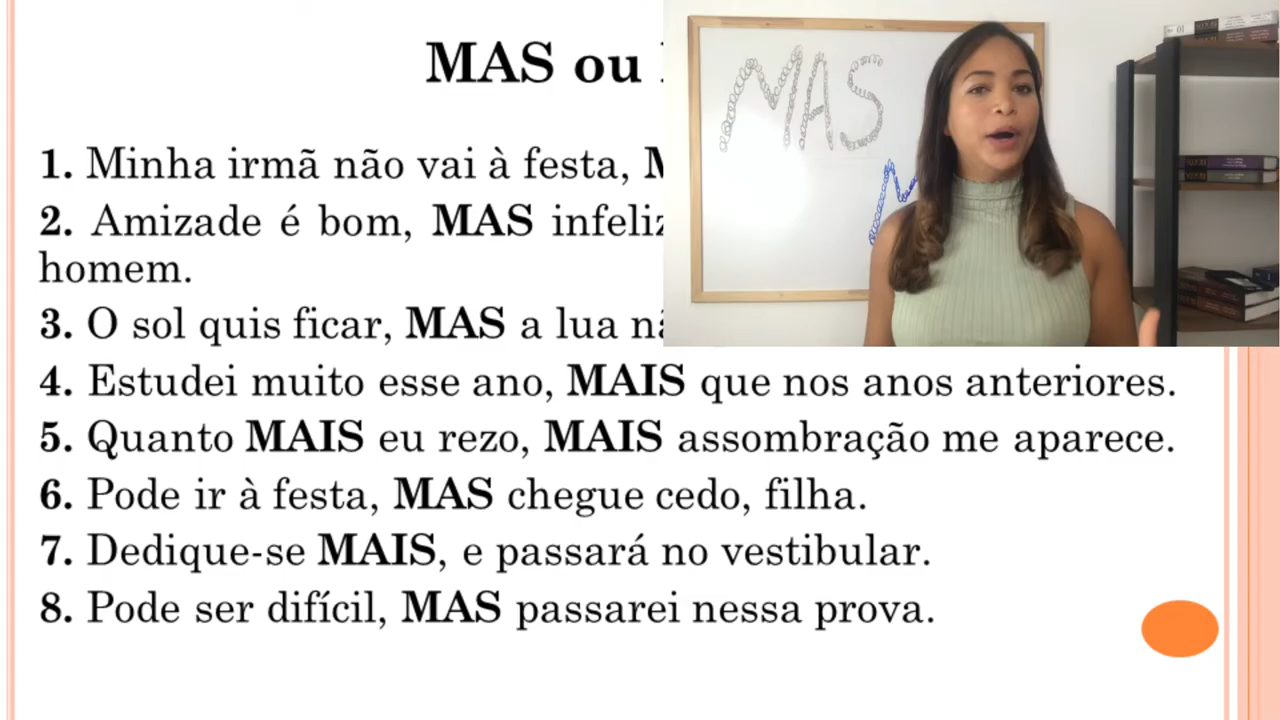 MAS ou
MAS
1. Minha irmã não vai à festa,
2. Amizade é bom, MAS
homem.
3. O sol quis ficar, MAS a lua
4. Estudei muito esse ano, MAIS que nos anos anteriores.
5. Quanto MAIS eu rezo, MAIS assombração me aparece.
6. Pode ir à festa, MAS chegue cedo, filha.
7. Dedique-se MAIS, e passará no vestibular.
8. Pode ser difícil, MAS passarei nessa prova.